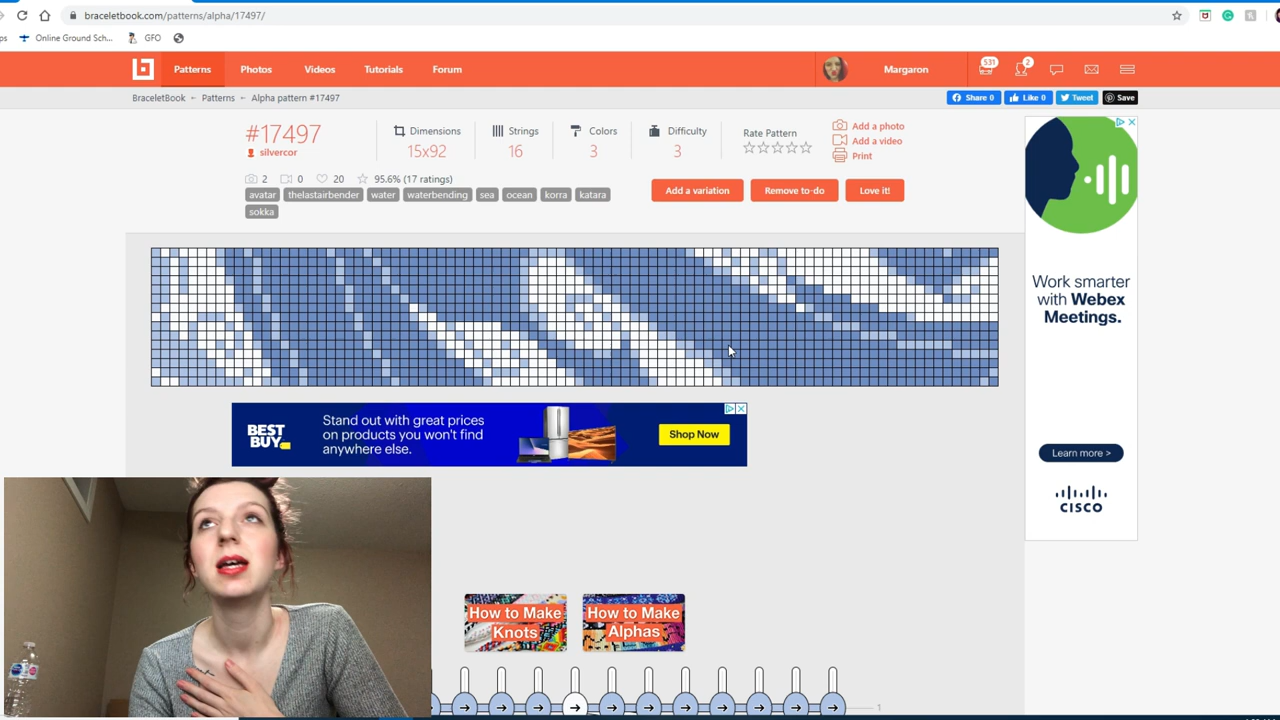 braceletbook.com/patterns/alpha/17497/
Online Ground Sch...
GFO
Patterns
Photos
Videos
Tutorials
Forum
Margaron
531
2
BraceletBook ← Patterns ← Alpha pattern #17497
Share 0
Like 0
Tweet
Save
#17497
silvercor
Dimensions
15x92
Strings
16
Colors
3
Difficulty
3
Rate Pattern
Add a photo
Add a video
Print
2
0
20
95.6% (17 ratings)
avatar
thelastairbender
water
waterbending
sea
ocean
korra
katara
sokka
Add a variation
Remove to-do
Love it!
Work smarter
with Webex
Meetings.
Learn more >
CISCO
BEST
BUY
Stand out with great prices
on products you won't find
anywhere else.
Shop Now
How to Make
Knots
How to Make
Alphas
1